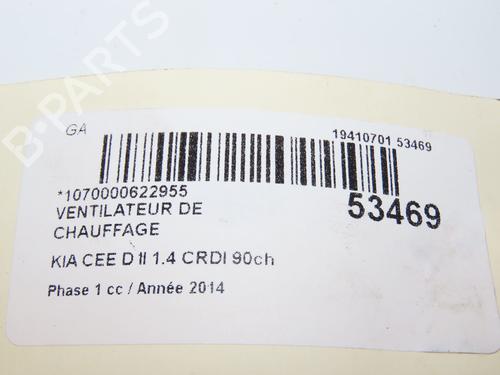 B-PARTS
GA
19410701 53469
*1070000622955
53469
VENTILATEUR DE
CHAUFFAGE
KIA CEE D II 1.4 CRDI 90ch
Phase 1 cc / Année 2014